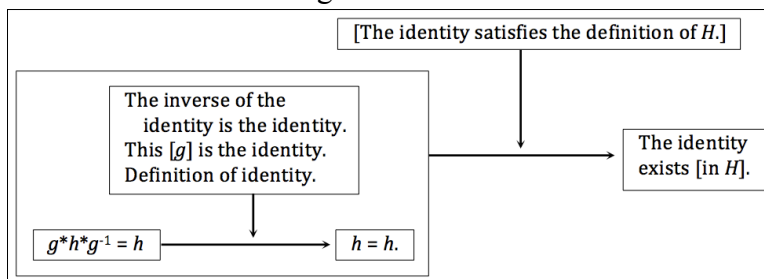 [The identity satisfies the definition of H.]
The inverse of the
identity is the identity.
This [g] is the identity.
Definition of identity.
The identity
exists [in H].
g*h*g⁻¹ = h
h = h.